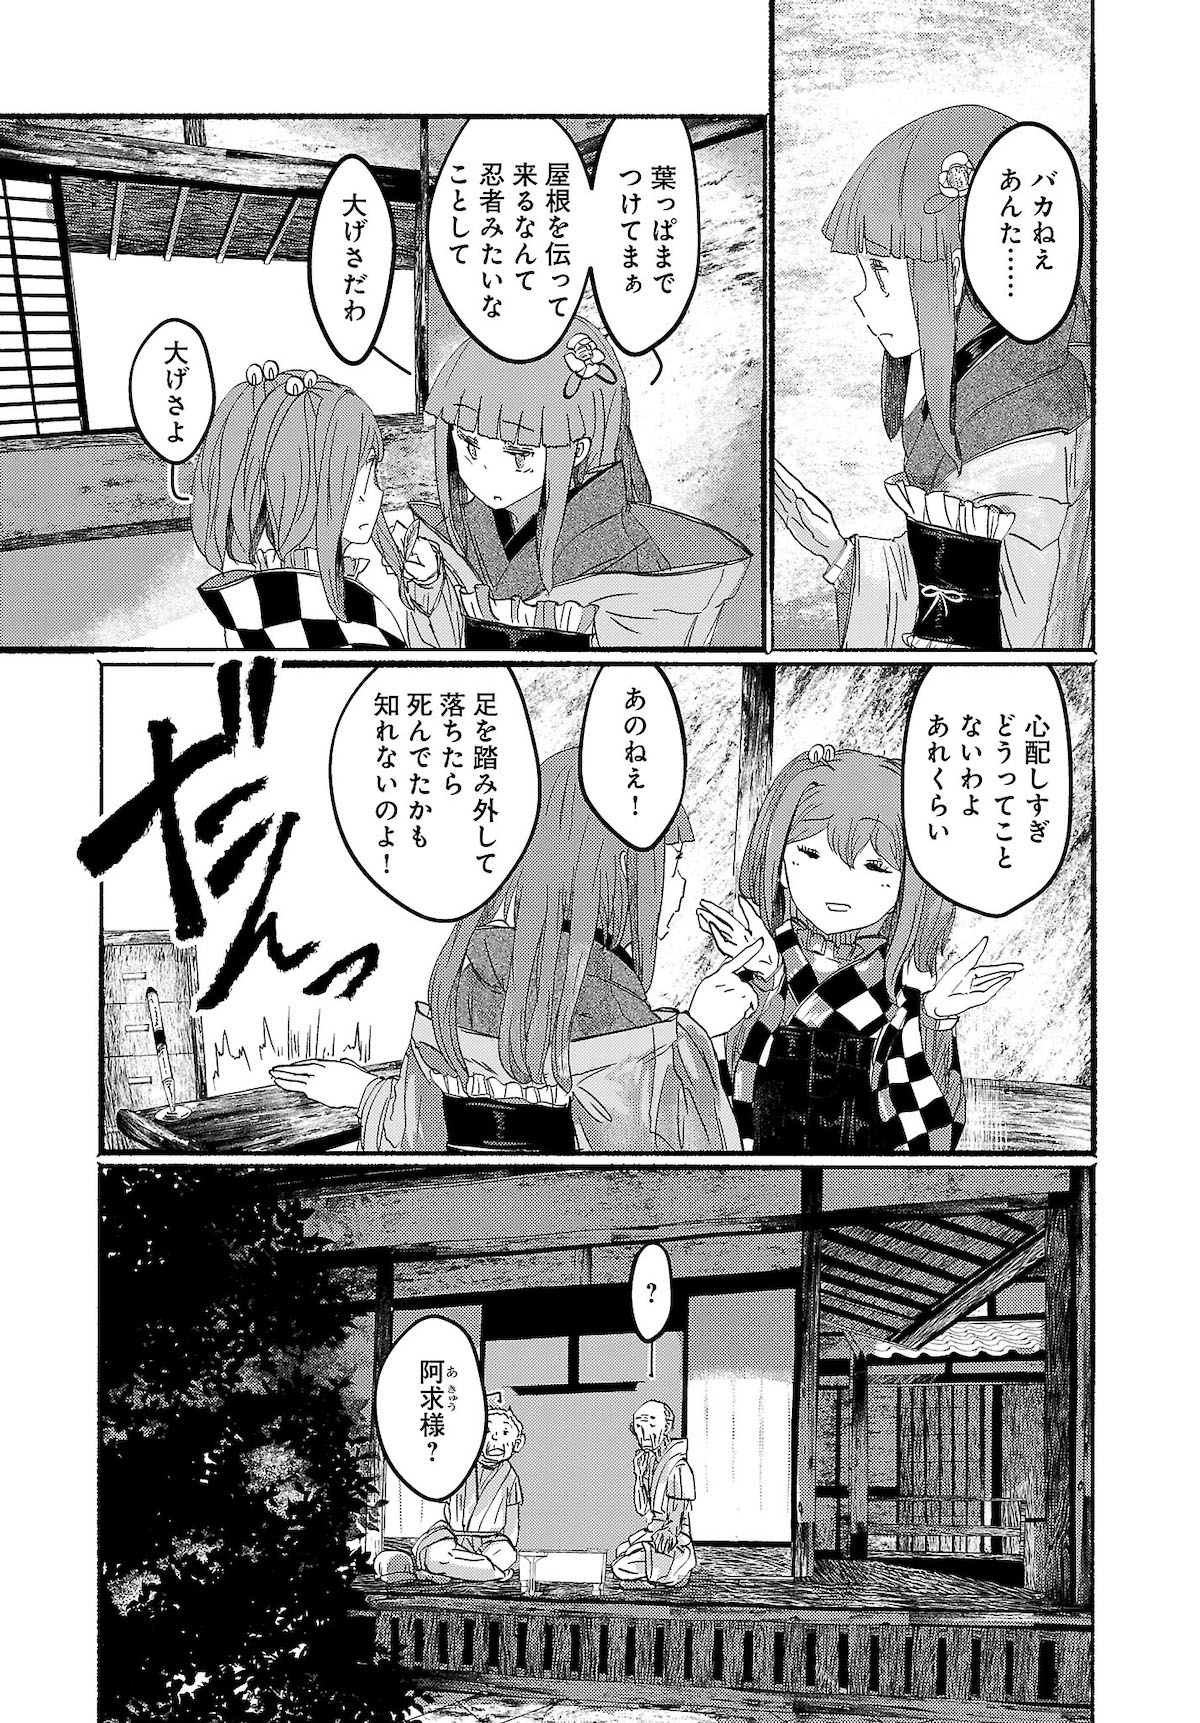 バカねえ
あんた……
葉っぱまで
つけてまぁ
屋根を伝って
来るなんて
忍者みたいな
ことして
大げさだわ
大げさよ
心配しすぎ
どうってこと
ないわよ
あれくらい
あのねえ！
足を踏み外して
落ちたら
死んでたかも
知れないのよ！
だんっ
？
阿求様？
あきゅう